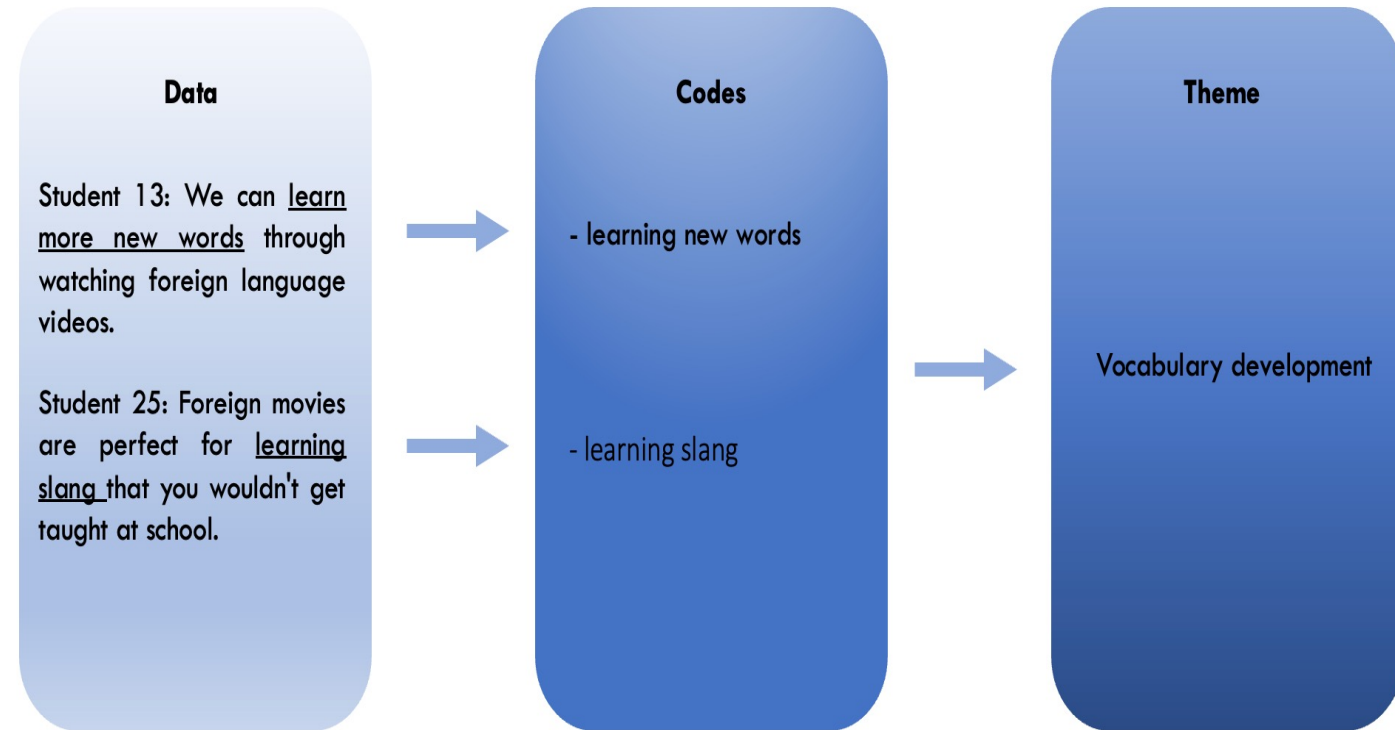 Data
Student 13: We can learn
more new words through
watching foreign language
videos.
Student 25: Foreign movies
are perfect for learning
slang that you wouldn't get
taught at school.
Codes
- learning new words
- learning slang
Theme
Vocabulary development